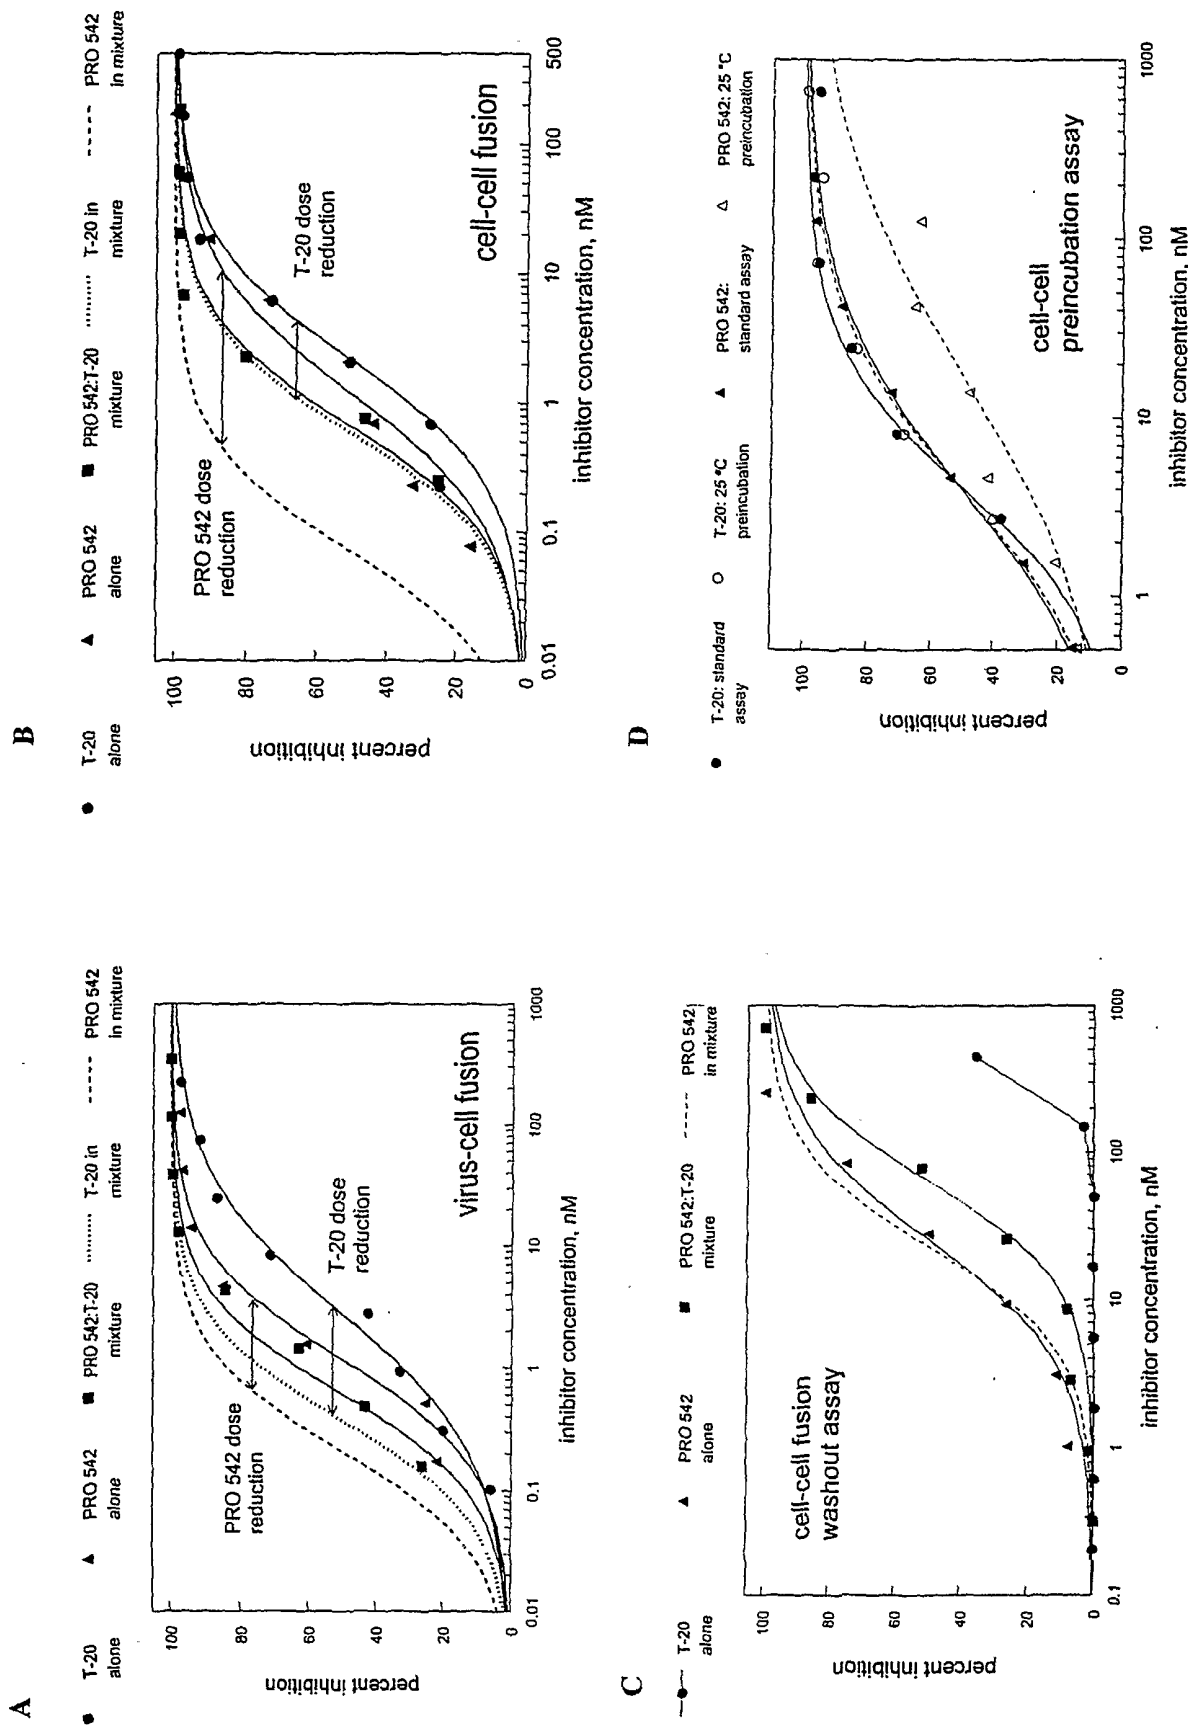 A
T-20
alone
PRO 542
alone
PRO 542:T-20
mixture
T-20 in
mixture
PRO 542
in mixture
percent inhibition
100
80
60
40
20
0
PRO 542 dose
reduction
T-20 dose
reduction
virus-cell fusion
0.01
0.1
1
10
100
1000
inhibitor concentration, nM
B
T-20
alone
PRO 542
alone
PRO 542:T-20
mixture
T-20 in
mixture
PRO 542
in mixture
percent inhibition
100
80
60
40
20
0
PRO 542 dose
reduction
T-20 dose
reduction
cell-cell fusion
0.01
0.1
1
10
100
500
inhibitor concentration, nM
C
T-20
alone
PRO 542
alone
PRO 542:T-20
mixture
PRO 542
in mixture
percent inhibition
100
80
60
40
20
0
cell-cell fusion
washout assay
0.1
1
10
100
1000
inhibitor concentration, nM
D
T-20: standard
assay
T-20: 25 °C
preincubation
PRO 542:
standard assay
PRO 542: 25 °C
preincubation
percent inhibition
100
80
60
40
20
0
cell-cell
preincubation assay
1
10
100
1000
inhibitor concentration, nM